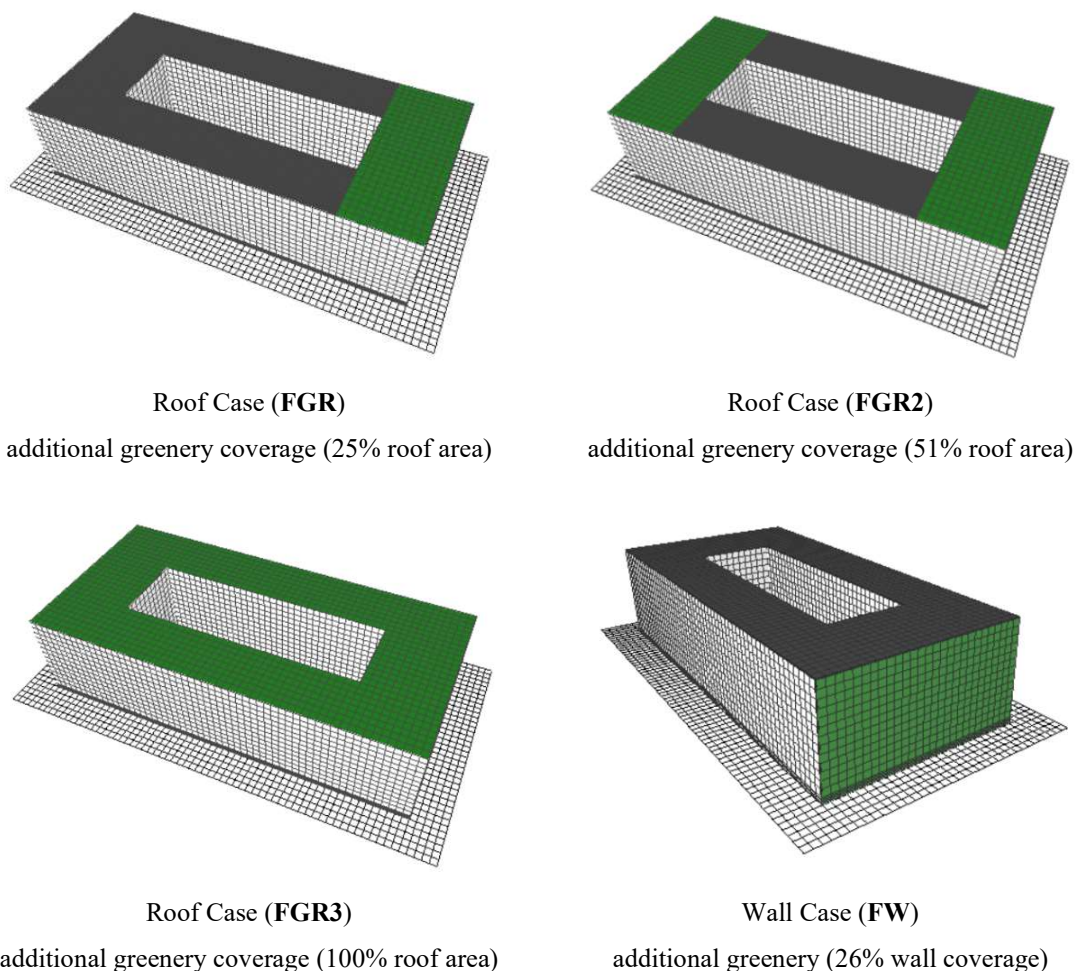 Roof Case (FGR)
additional greenery coverage (25% roof area)
Roof Case (FGR2)
additional greenery coverage (51% roof area)
Roof Case (FGR3)
additional greenery coverage (100% roof area)
Wall Case (FW)
additional greenery (26% wall coverage)